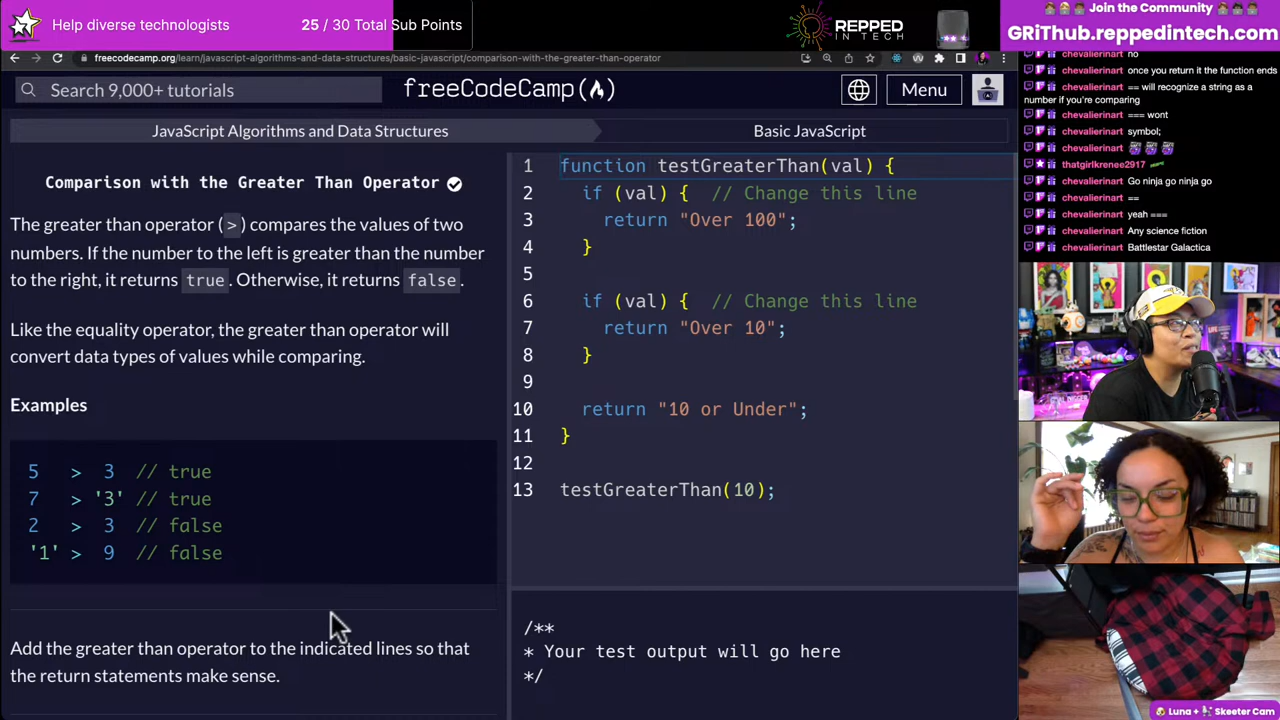 Help diverse technologists
25 / 30 Total Sub Points
REPPED
IN TECH
Join the Community
GRiThub.reppedintech.com
freecodecamp.org/learn/javascript-algorithms-and-data-structures/basic-javascript/comparison-with-the-greater-than-operator
Search 9,000+ tutorials
freeCodeCamp
Menu
JavaScript Algorithms and Data Structures
Basic JavaScript
Comparison with the Greater Than Operator
The greater than operator ( > ) compares the values of two
numbers. If the number to the left is greater than the number
to the right, it returns true . Otherwise, it returns false .
Like the equality operator, the greater than operator will
convert data types of values while comparing.
Examples
5 > 3 // true
7 > '3' // true
2 > 3 // false
'1' > 9 // false
Add the greater than operator to the indicated lines so that
the return statements make sense.
1 function testGreaterThan(val) {
2 if (val) { // Change this line
3 return "Over 100";
4 }
5
6 if (val) { // Change this line
7 return "Over 10";
8 }
9
10 return "10 or Under";
11 }
12
13 testGreaterThan(10);
/**
* Your test output will go here
*/
chevalierinart no
chevalierinart once you return it the function ends
chevalierinart == will recognize a string as a
number if you're comparing
chevalierinart === wont
chevalierinart symbol;
chevalierinart
thatgirlkrenee2917
chevalierinart Go ninja go ninja go
chevalierinart ==
chevalierinart yeah ===
chevalierinart Any science fiction
chevalierinart Battlestar Galactica
Luna + Skeeter Cam